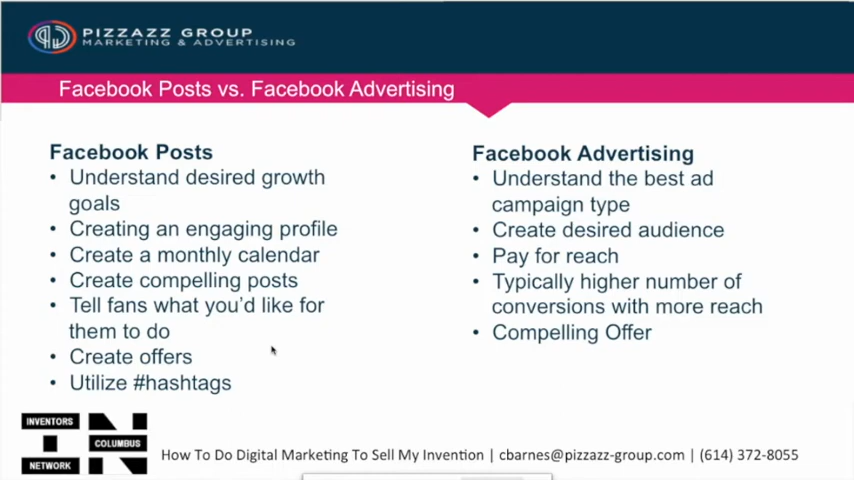 PIZZAZZ GROUP
MARKETING & ADVERTISING
Facebook Posts vs. Facebook Advertising
Facebook Posts
• Understand desired growth
goals
• Creating an engaging profile
• Create a monthly calendar
• Create compelling posts
• Tell fans what you'd like for
them to do
• Create offers
• Utilize #hashtags
Facebook Advertising
• Understand the best ad
campaign type
• Create desired audience
• Pay for reach
• Typically higher number of
conversions with more reach
• Compelling Offer
INVENTORS
COLUMBUS
NETWORK
How To Do Digital Marketing To Sell My Invention | cbarnes@pizzazz-group.com | (614) 372-8055